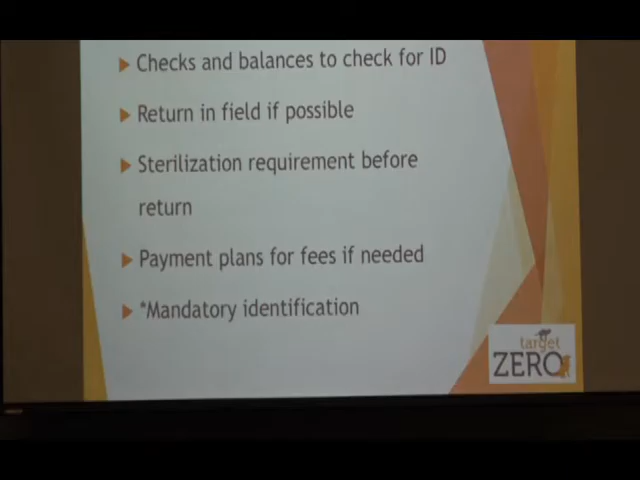 Checks and balances to check for ID
Return in field if possible
Sterilization requirement before
return
Payment plans for fees if needed
*Mandatory identification
target
ZERO